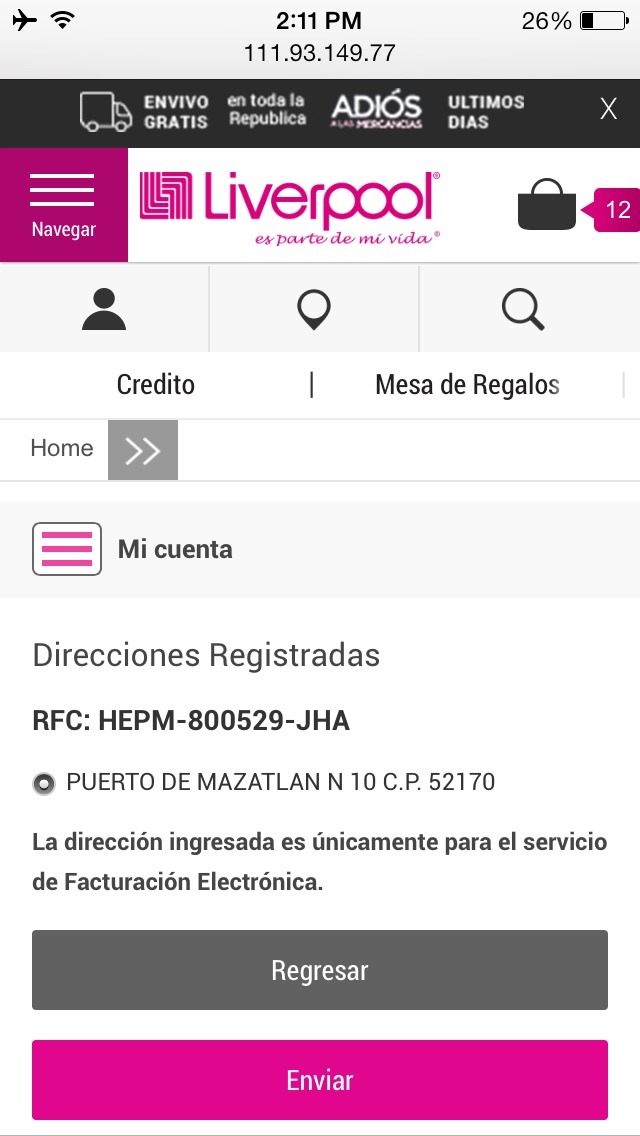 2:11 PM
26%
111.93.149.77
ENVIVO GRATIS
en toda la Republica
ADIÓS A LAS MERCANCIAS
ULTIMOS DIAS
X
Navegar
Liverpool®
es parte de mi vida®
12
Credito | Mesa de Regalos
Home
Mi cuenta
Direcciones Registradas
RFC: HEPM-800529-JHA
PUERTO DE MAZATLAN N 10 C.P. 52170
La dirección ingresada es únicamente para el servicio
de Facturación Electrónica.
Regresar
Enviar